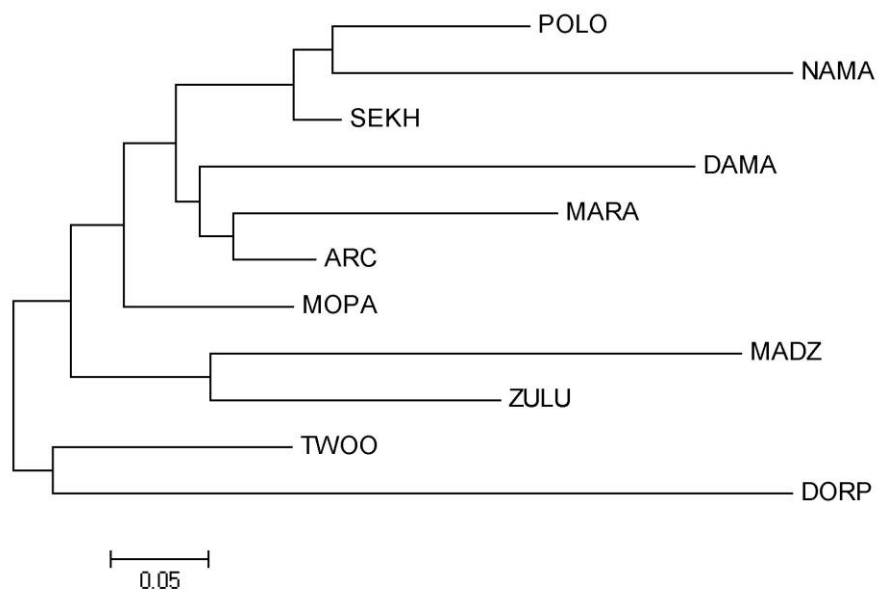 POLO
NAMA
SEKH
DAMA
MARA
ARC
MOPA
MADZ
ZULU
TWOO
DORP
0.05